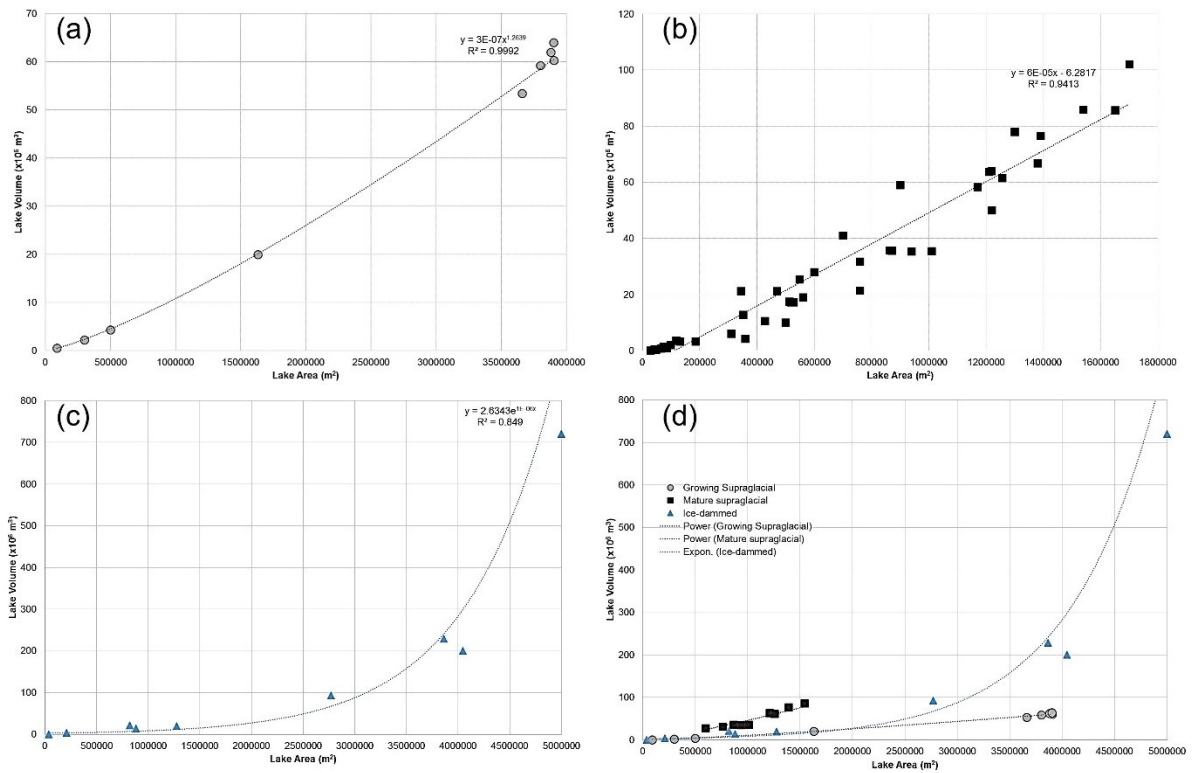 (a)
y = 3E-07x^1.2639
R² = 0.9992
70
60
50
40
30
20
10
0
Lake Volume (x10⁶ m³)
0 500000 1000000 1500000 2000000 2500000 3000000 3500000 4000000
Lake Area (m²)
(b)
y = 6E-05x - 6.2817
R² = 0.9413
120
100
80
60
40
20
0
Lake Volume (x10⁶ m³)
0 200000 400000 600000 800000 1000000 1200000 1400000 1600000 1800000
Lake Area (m²)
(c)
y = 2.6343e^1E-06x
R² = 0.849
800
700
600
500
400
300
200
100
0
Lake Volume (x10⁶ m³)
0 500000 1000000 1500000 2000000 2500000 3000000 3500000 4000000 4500000 5000000
Lake Area (m²)
(d)
800
700
600
500
400
300
200
100
0
Lake Volume (x10⁶ m³)
Growing Supraglacial
Mature supraglacial
Ice-dammed
Power (Growing Supraglacial)
Power (Mature supraglacial)
Expon. (Ice-dammed)
0 500000 1000000 1500000 2000000 2500000 3000000 3500000 4000000 4500000 5000000
Lake Area (m²)